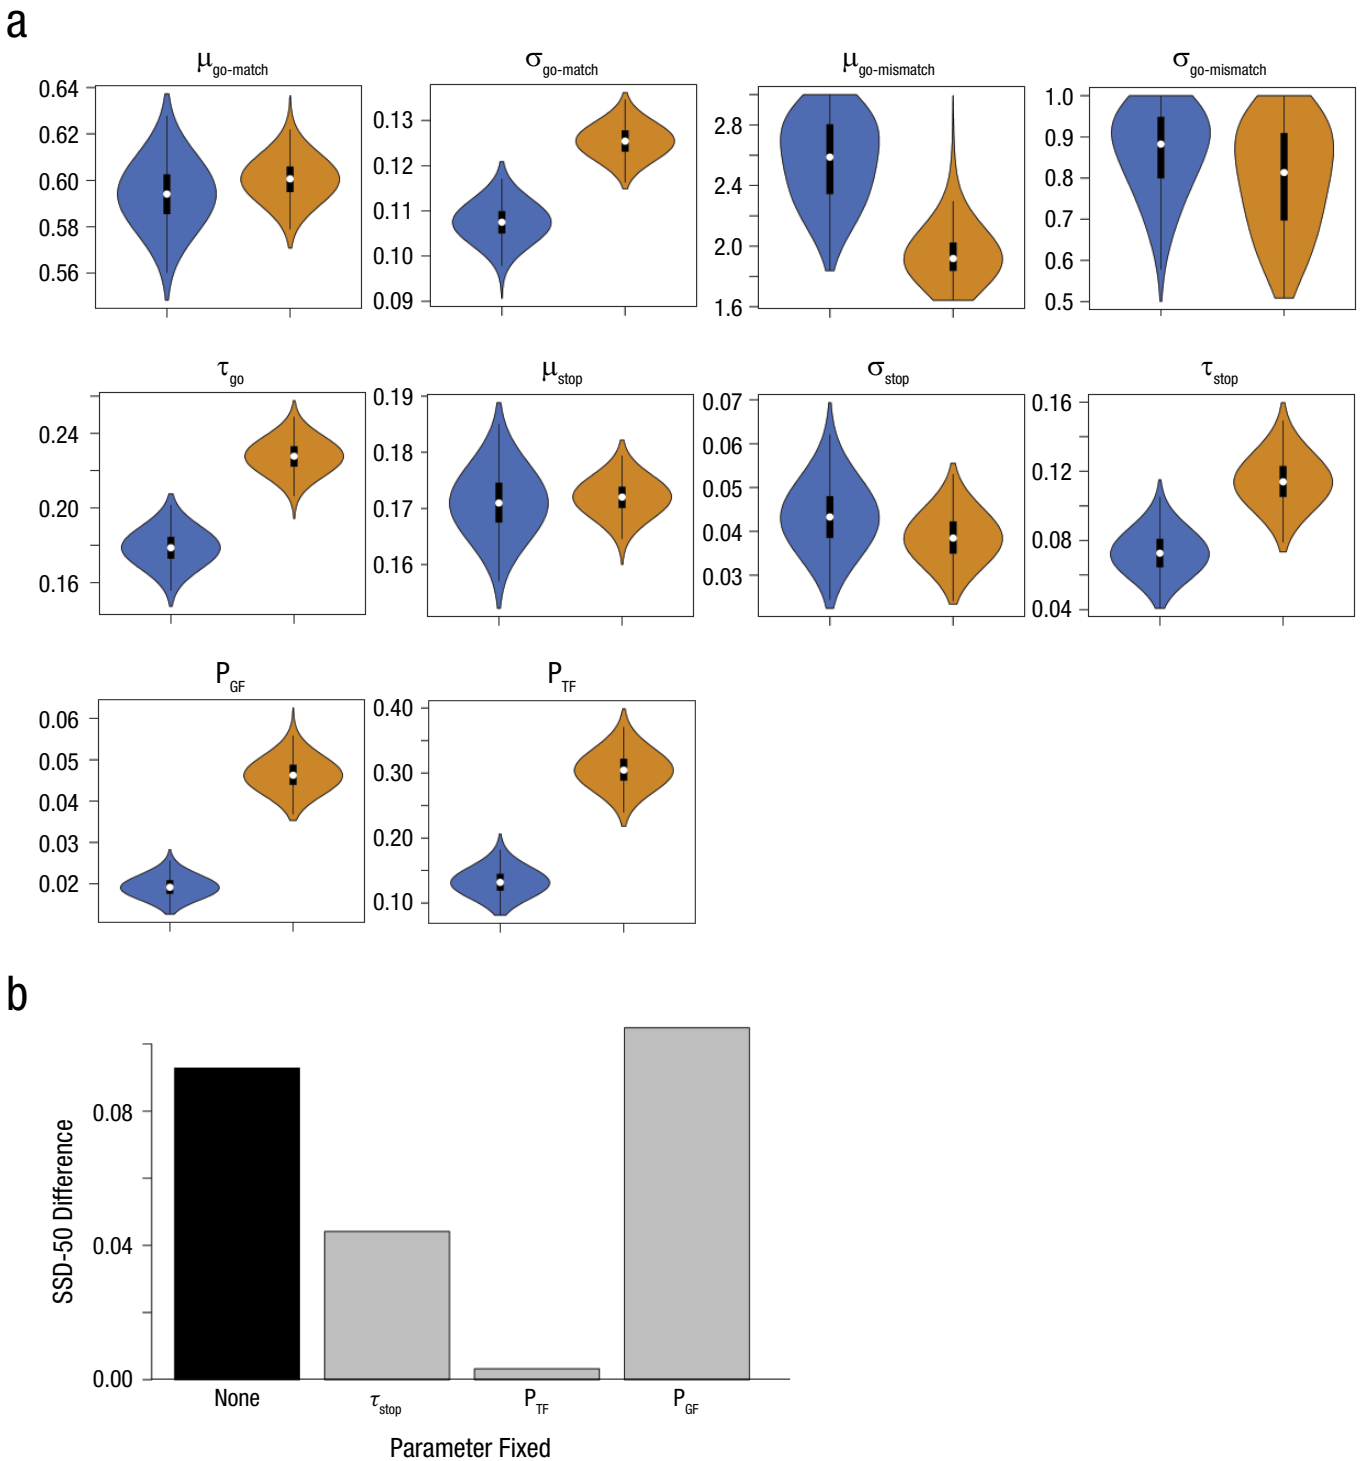 a
μgo-match
σgo-match
μgo-mismatch
σgo-mismatch
0.64
0.62
0.60
0.58
0.56
0.13
0.12
0.11
0.10
0.09
2.8
2.4
2.0
1.6
1.0
0.9
0.8
0.7
0.6
0.5
τgo
μstop
σstop
τstop
0.24
0.20
0.16
0.19
0.18
0.17
0.16
0.07
0.06
0.05
0.04
0.03
0.16
0.12
0.08
0.04
PGF
PTF
0.06
0.05
0.04
0.03
0.02
0.40
0.30
0.20
0.10
b
SSD-50 Difference
0.08
0.04
0.00
None
τstop
PTF
PGF
Parameter Fixed